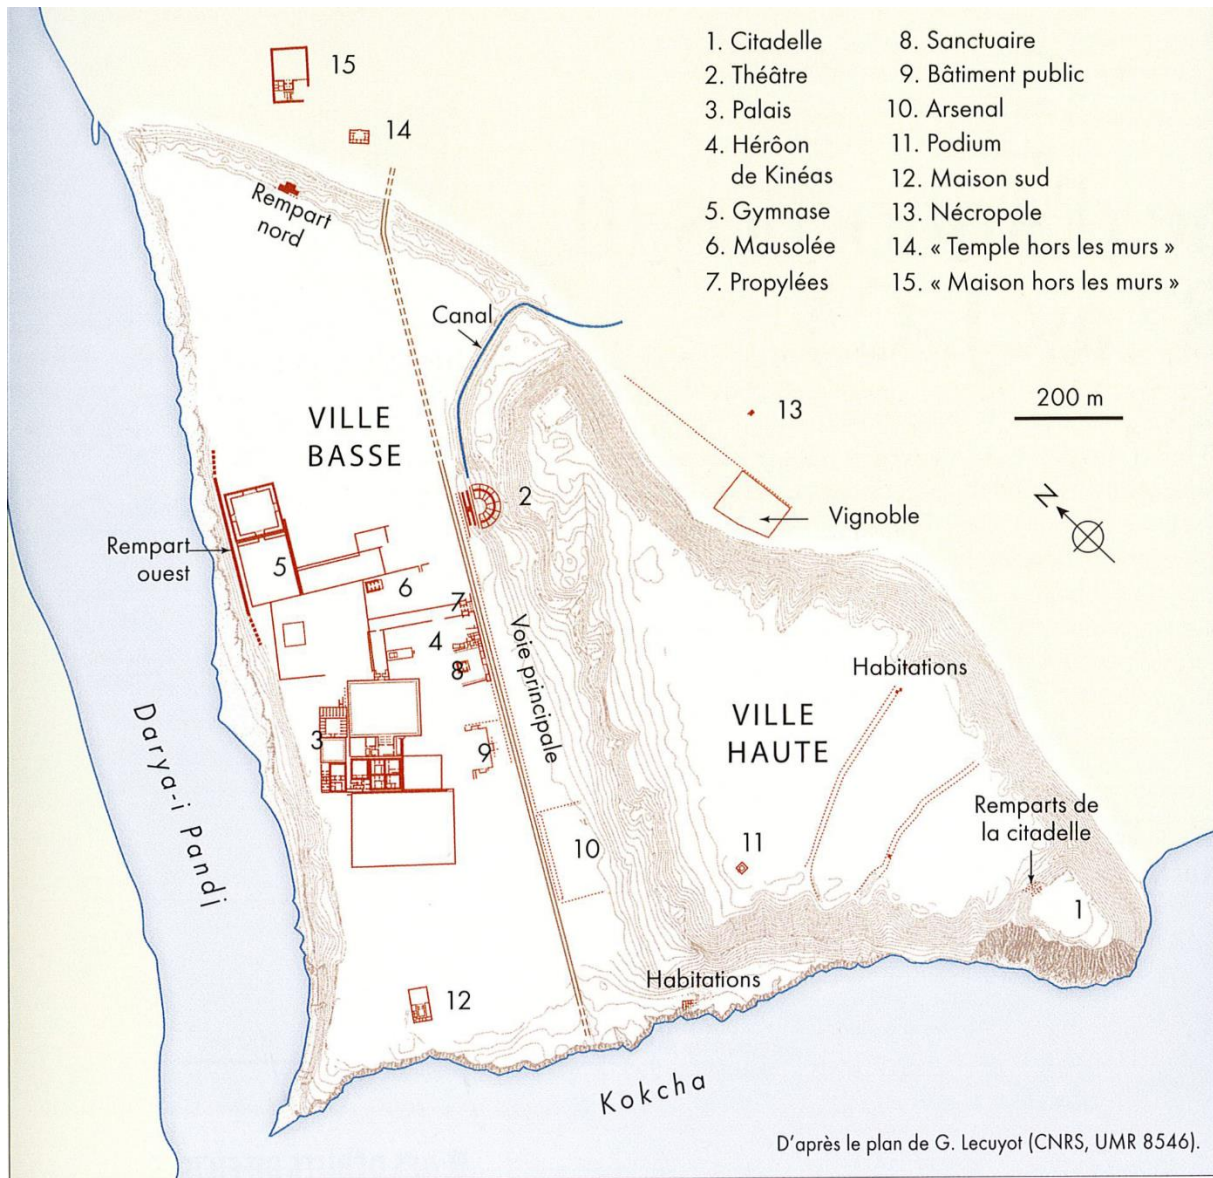 1. Citadelle
2. Théâtre
3. Palais
4. Hérôon
de Kinéas
5. Gymnase
6. Mausolée
7. Propylées
8. Sanctuaire
9. Bâtiment public
10. Arsenal
11. Podium
12. Maison sud
13. Nécropole
14. « Temple hors les murs »
15. « Maison hors les murs »
15
14
Rempart
nord
Canal
VILLE
BASSE
13
200 m
N
2
Vignoble
Rempart
ouest
5
6
7
4
8
Voie principale
Habitations
3
9
VILLE
HAUTE
Darya-i Pandj
Remparts de
la citadelle
10
11
1
12
Habitations
Kokcha
D'après le plan de G. Lecuyot (CNRS, UMR 8546).